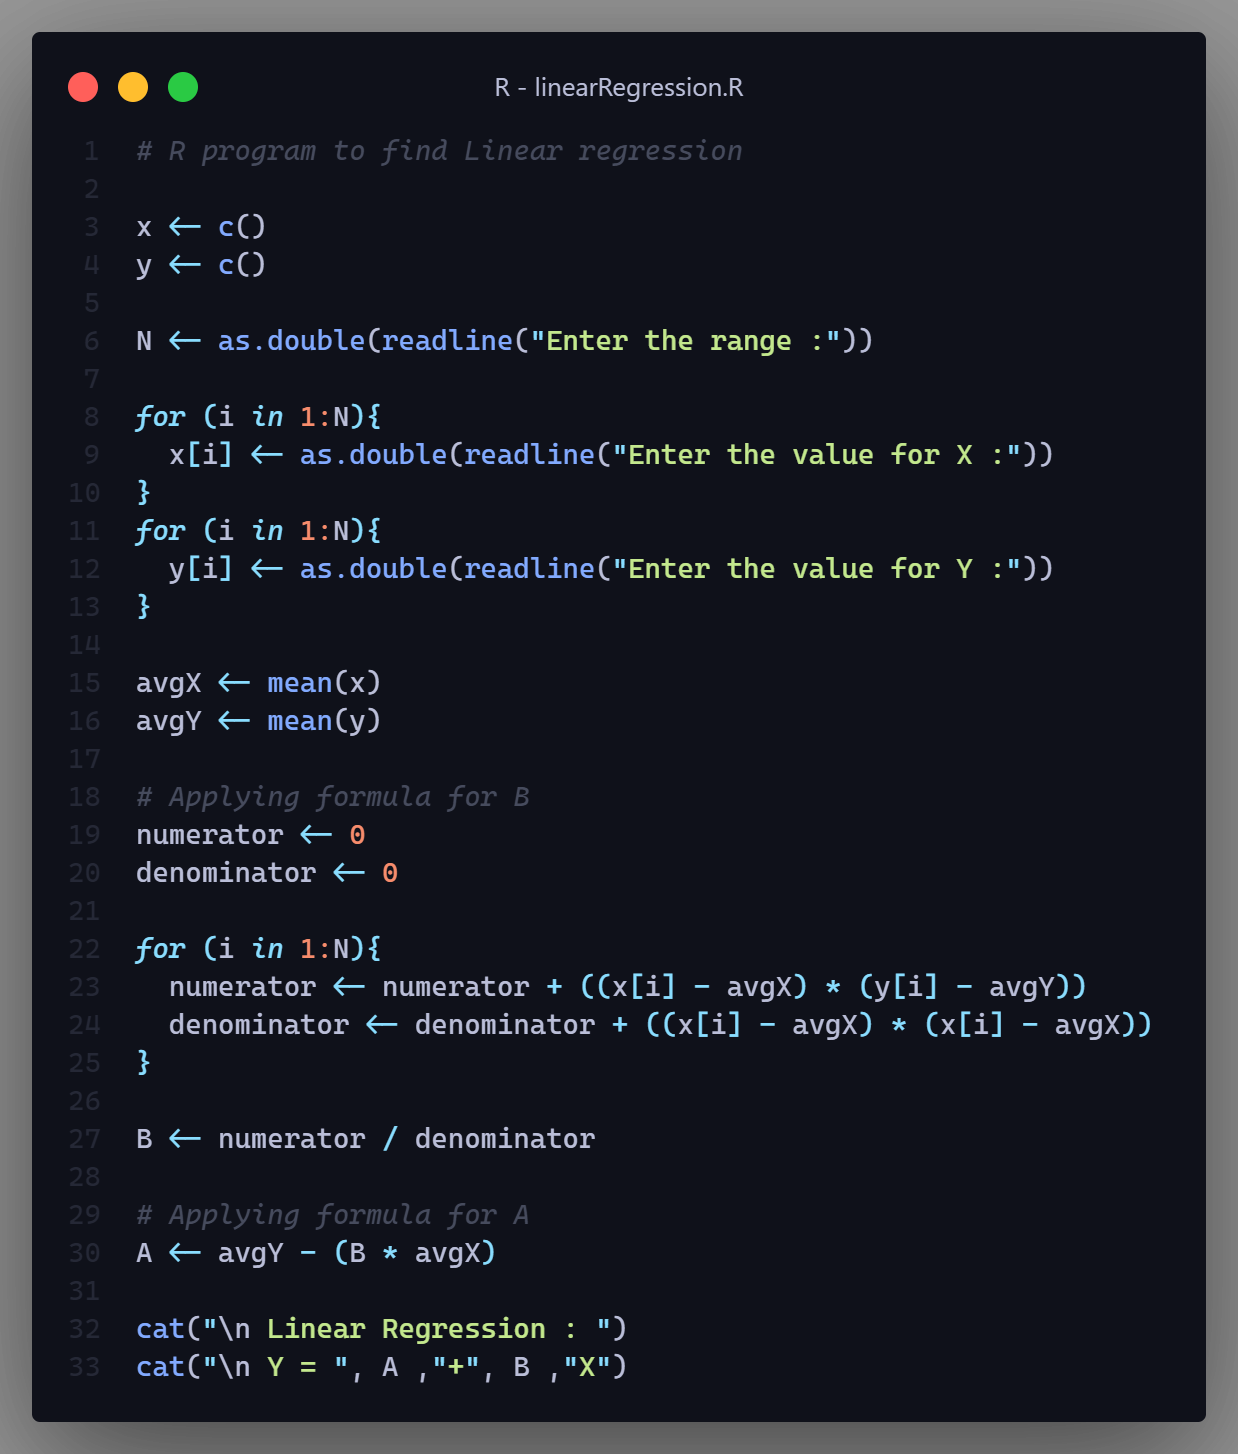 R - linearRegression.R
1 # R program to find Linear regression
2
3 x <- c()
4 y <- c()
5
6 N <- as.double(readline("Enter the range :"))
7
8 for (i in 1:N){
9   x[i] <- as.double(readline("Enter the value for X :"))
10 }
11 for (i in 1:N){
12   y[i] <- as.double(readline("Enter the value for Y :"))
13 }
14
15 avgX <- mean(x)
16 avgY <- mean(y)
17
18 # Applying formula for B
19 numerator <- 0
20 denominator <- 0
21
22 for (i in 1:N){
23   numerator <- numerator + ((x[i] - avgX) * (y[i] - avgY))
24   denominator <- denominator + ((x[i] - avgX) * (x[i] - avgX))
25 }
26
27 B <- numerator / denominator
28
29 # Applying formula for A
30 A <- avgY - (B * avgX)
31
32 cat("\n Linear Regression : ")
33 cat("\n Y = ", A ,"+", B ,"X")